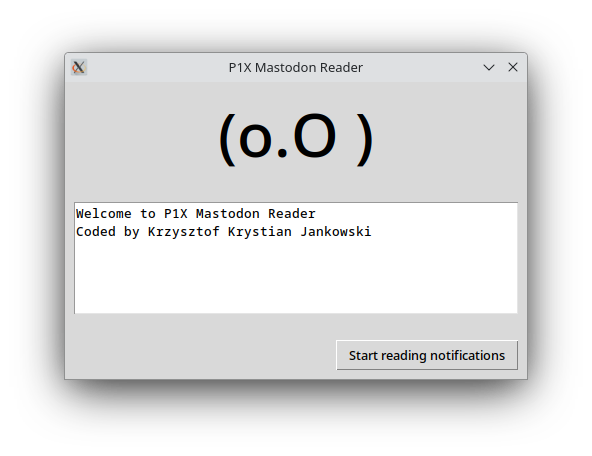 P1X Mastodon Reader
(o.O )
Welcome to P1X Mastodon Reader
Coded by Krzysztof Krystian Jankowski
Start reading notifications